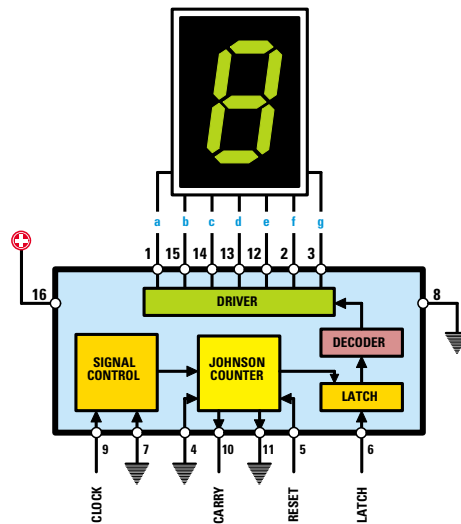 a b c d e f g
1 15 14 13 12 2 3
16 8
DRIVER
DECODER
SIGNAL
CONTROL
JOHNSON
COUNTER
LATCH
9 7 4 10 11 5 6
CLOCK
CARRY
RESET
LATCH